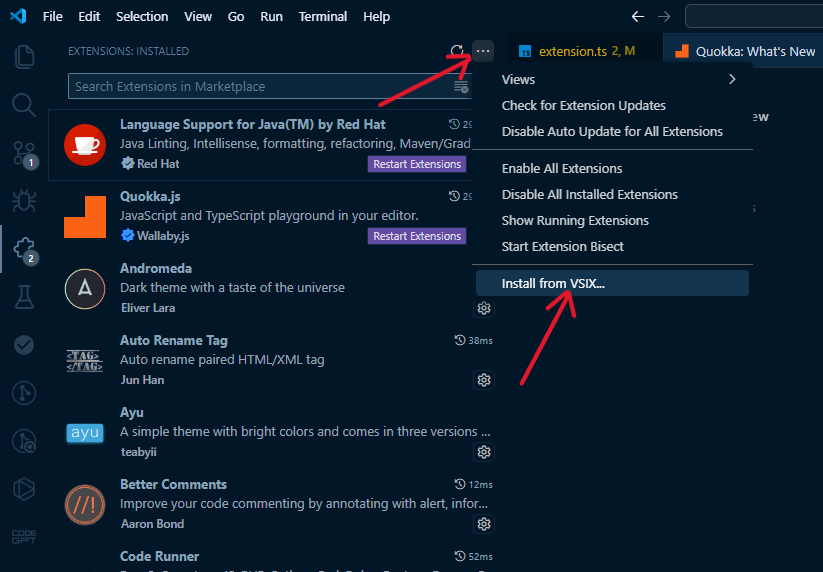 File Edit Selection View Go Run Terminal Help
EXTENSIONS: INSTALLED
extension.ts 2, M
Quokka: What's New
Search Extensions in Marketplace
Views
Check for Extension Updates
Disable Auto Update for All Extensions
Enable All Extensions
Disable All Installed Extensions
Show Running Extensions
Start Extension Bisect
Install from VSIX...
Language Support for Java(TM) by Red Hat
Java Linting, Intellisense, formatting, refactoring, Maven/Grad
Red Hat
Restart Extensions
Quokka.js
JavaScript and TypeScript playground in your editor.
Wallaby.js
Restart Extensions
Andromeda
Dark theme with a taste of the universe
Eliver Lara
<TAG>
</TAG>
Auto Rename Tag 38ms
Auto rename paired HTML/XML tag
Jun Han
ayu
Ayu
A simple theme with bright colors and comes in three versions ...
teabyii
//!
Better Comments 12ms
Improve your code commenting by annotating with alert, infor...
Aaron Bond
Code Runner 52ms
1
2
CODE
GPT